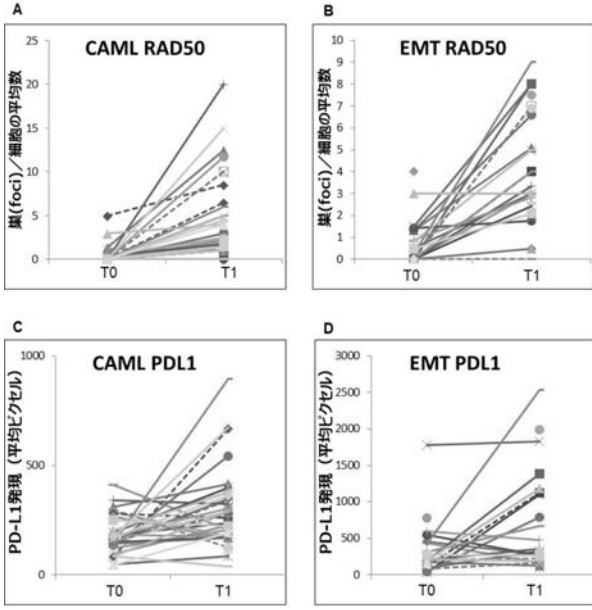 A
CAML RAD50
巣(foci)／細胞の平均数
25
20
15
10
5
0
T0
T1
B
EMT RAD50
巣(foci)／細胞の平均数
10
9
8
7
6
5
4
3
2
1
0
T0
T1
C
CAML PDL1
PD-L1発現（平均ピクセル）
1000
500
0
T0
T1
D
EMT PDL1
PD-L1発現（平均ピクセル）
3000
2500
2000
1500
1000
500
0
T0
T1